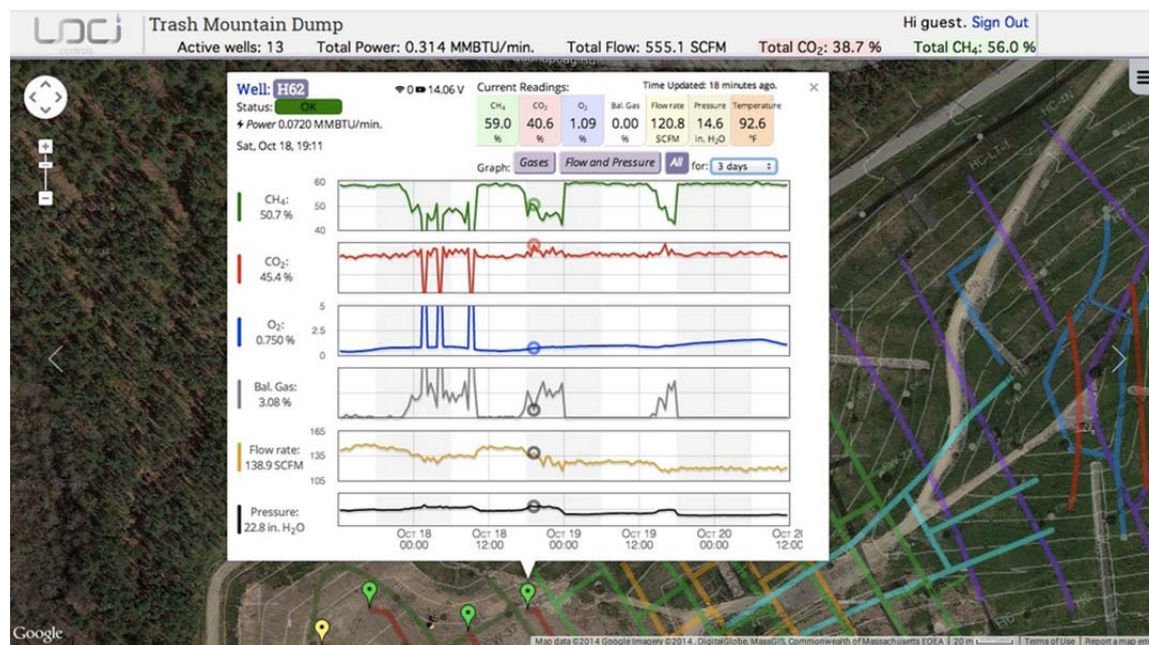 LOCI
controls
Trash Mountain Dump
Hi guest. Sign Out
Active wells: 13 Total Power: 0.314 MMBTU/min. Total Flow: 555.1 SCFM Total CO₂: 38.7 % Total CH₄: 56.0 %
Well: H62
0 14.06 V
Current Readings:
Time Updated: 18 minutes ago.
Status: OK
Power 0.0720 MMBTU/min.
Sat, Oct 18, 19:11
CH₄ CO₂ O₂ Bal. Gas Flow rate Pressure Temperature
59.0 40.6 1.09 0.00 120.8 14.6 92.6
% % % % SCFM in. H₂O °F
Graph: Gases Flow and Pressure All for: 3 days
CH₄:
50.7 %
60
50
40
CO₂:
45.4 %
O₂:
0.750 %
5
2.5
0
Bal. Gas:
3.08 %
Flow rate:
138.9 SCFM
165
135
105
Pressure:
22.8 in. H₂O
Oct 18 Oct 18 Oct 19 Oct 19 Oct 20 Oct 20
00:00 12:00 00:00 12:00 00:00 12:00
Google
Map data ©2014 Google Imagery ©2014, DigitalGlobe, MassGIS, Commonwealth of Massachusetts EOEA 20 m Terms of Use Report a map err